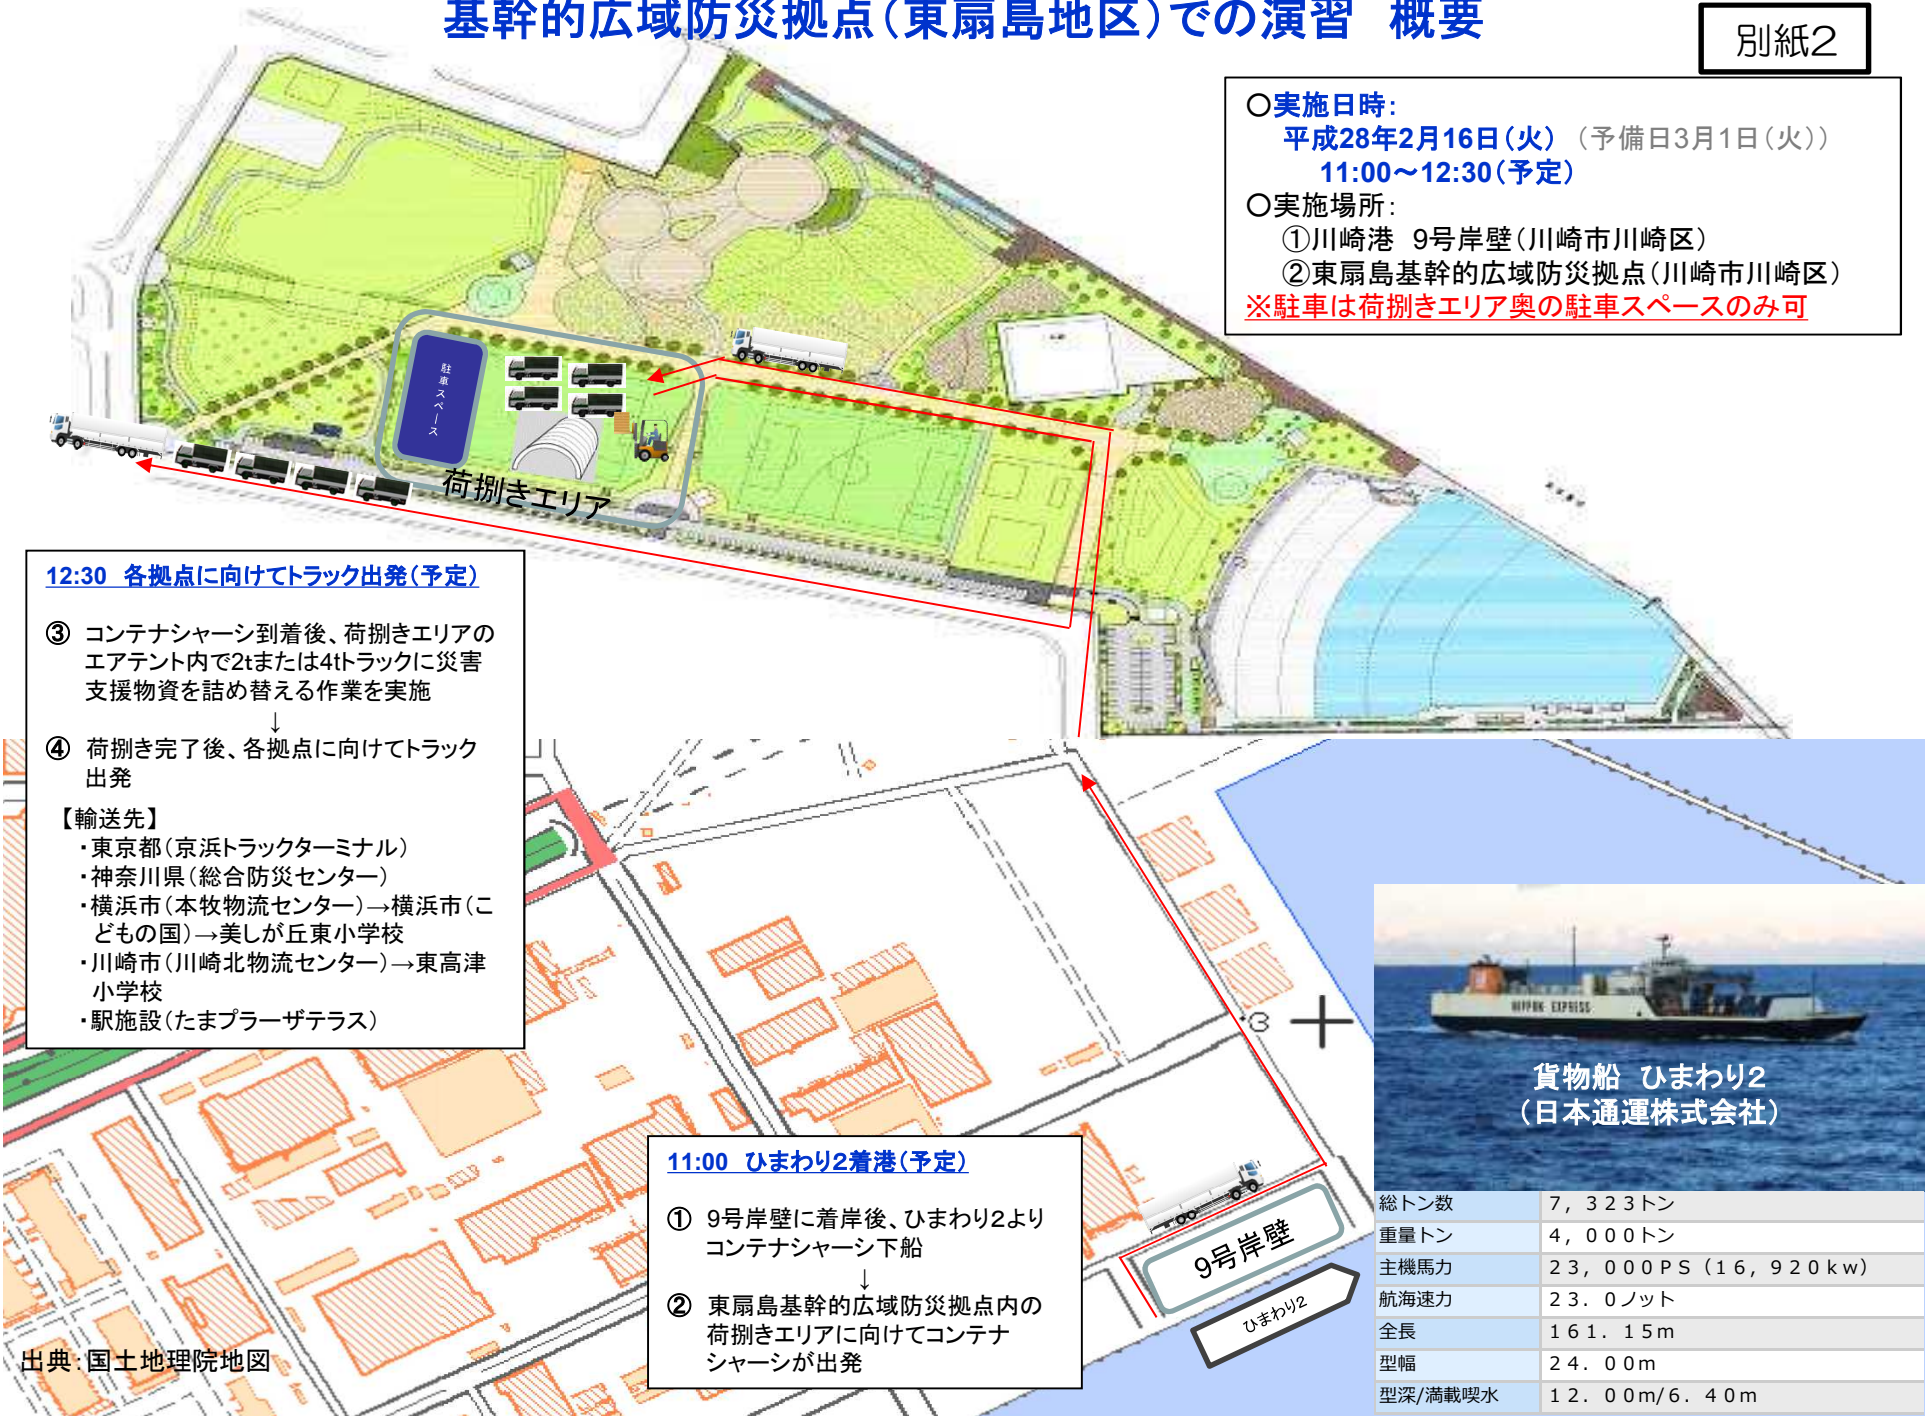 基幹的広域防災拠点（東扇島地区）での演習　概要
別紙2
○実施日時：
平成28年2月16日（火）（予備日3月1日（火））
11:00～12:30（予定）
○実施場所：
①川崎港　9号岸壁（川崎市川崎区）
②東扇島基幹的広域防災拠点（川崎市川崎区）
※駐車は荷捌きエリア奥の駐車スペースのみ可
駐車スペース
荷捌きエリア
12:30　各拠点に向けてトラック出発（予定）
③　コンテナシャーシ到着後、荷捌きエリアの
エアテント内で2tまたは4tトラックに災害
支援物資を詰め替える作業を実施
↓
④　荷捌き完了後、各拠点に向けてトラック
出発
【輸送先】
・東京都（京浜トラックターミナル）
・神奈川県（総合防災センター）
・横浜市（本牧物流センター）→横浜市（こ
どもの国）→美しが丘東小学校
・川崎市（川崎北物流センター）→東高津
小学校
・駅施設（たまプラーザテラス）
11:00　ひまわり2着港（予定）
①　9号岸壁に着岸後、ひまわり2より
コンテナシャーシ下船
↓
②　東扇島基幹的広域防災拠点内の
荷捌きエリアに向けてコンテナ
シャーシが出発
9号岸壁
ひまわり2
・3
NIPPON EXPRESS
貨物船　ひまわり2
（日本通運株式会社）
総トン数　7，323トン
重量トン　4，000トン
主機馬力　23，000PS（16，920kw）
航海速力　23．0ノット
全長　161．15m
型幅　24．00m
型深/満載喫水　12．00m/6．40m
出典：国土地理院地図